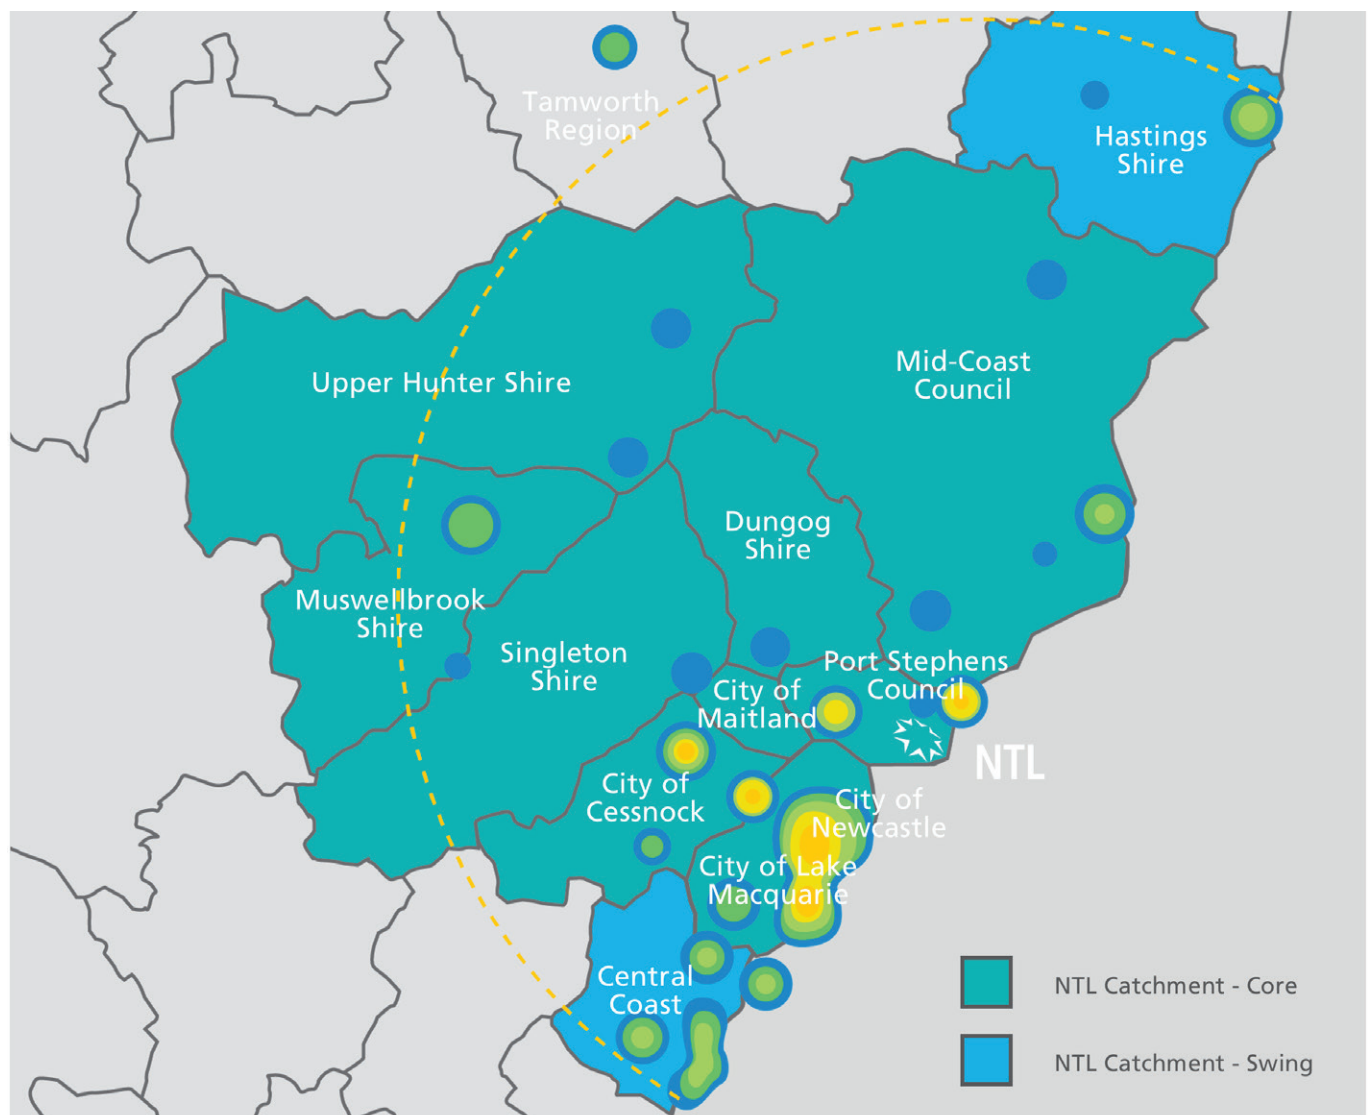 Tamworth
Region
Hastings
Shire
Mid-Coast
Council
Upper Hunter Shire
Dungog
Shire
Muswellbrook
Shire
Singleton
Shire
Port Stephens
Council
City of
Maitland
NTL
City of
Cessnock
City of
Newcastle
City of Lake
Macquarie
Central
Coast
NTL Catchment - Core
NTL Catchment - Swing